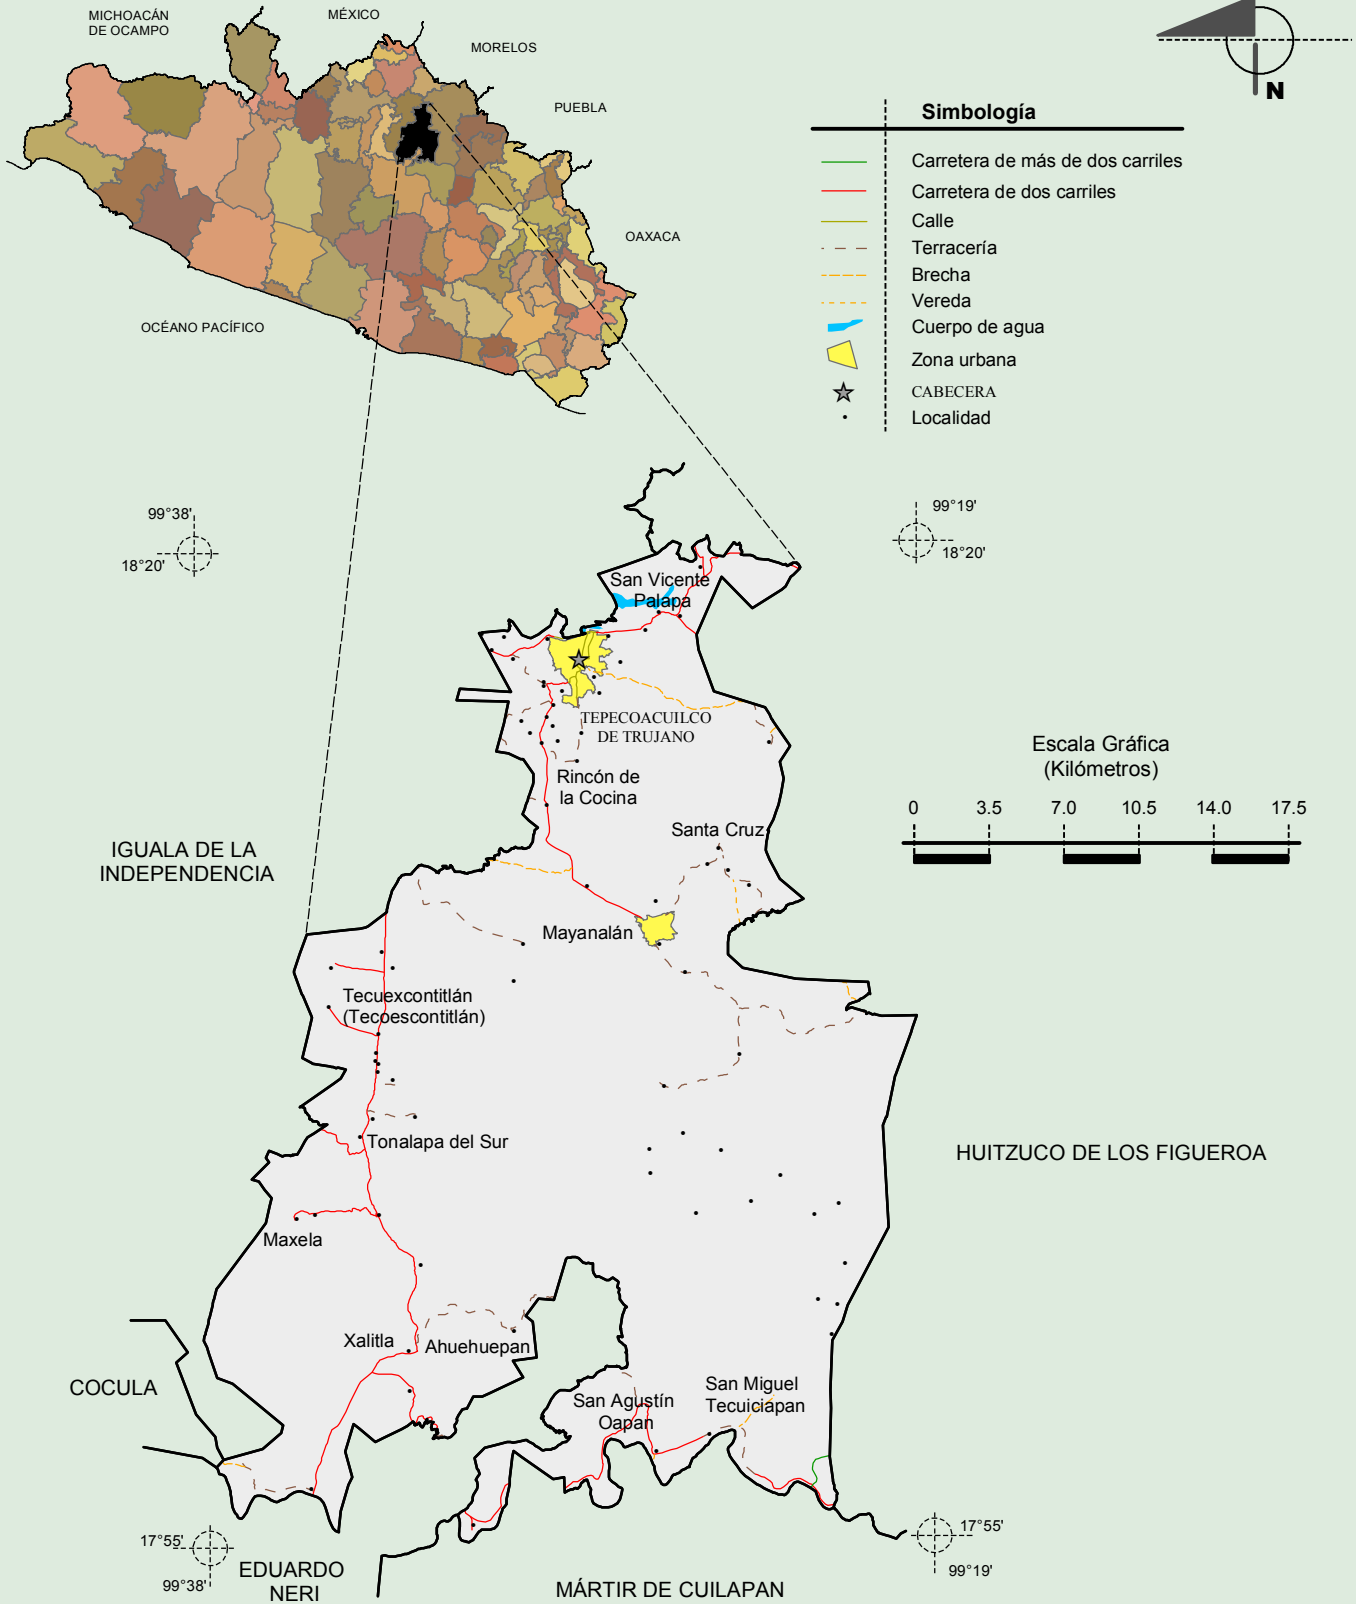 MICHOACÁN
DE OCAMPO
MÉXICO
MORELOS
PUEBLA
OAXACA
OCÉANO PACÍFICO
N
Simbología
Carretera de más de dos carriles
Carretera de dos carriles
Calle
Terracería
Brecha
Vereda
Cuerpo de agua
Zona urbana
CABECERA
Localidad
99°38'
18°20'
99°19'
18°20'
San Vicente
Palapa
TEPECOACUILCO
DE TRUJANO
Rincón de
la Cocina
Santa Cruz
Escala Gráfica
(Kilómetros)
0 3.5 7.0 10.5 14.0 17.5
IGUALA DE LA
INDEPENDENCIA
Mayanalán
Tecuexcontitlán
(Tecoescontitlán)
Tonalapa del Sur
HUITZUCO DE LOS FIGUEROA
Maxela
Xalitla
Ahuehuepan
COCULA
San Agustín
Oapan
San Miguel
Tecuiciapan
17°55'
99°38'
17°55'
99°19'
EDUARDO
NERI
MÁRTIR DE CUILAPAN